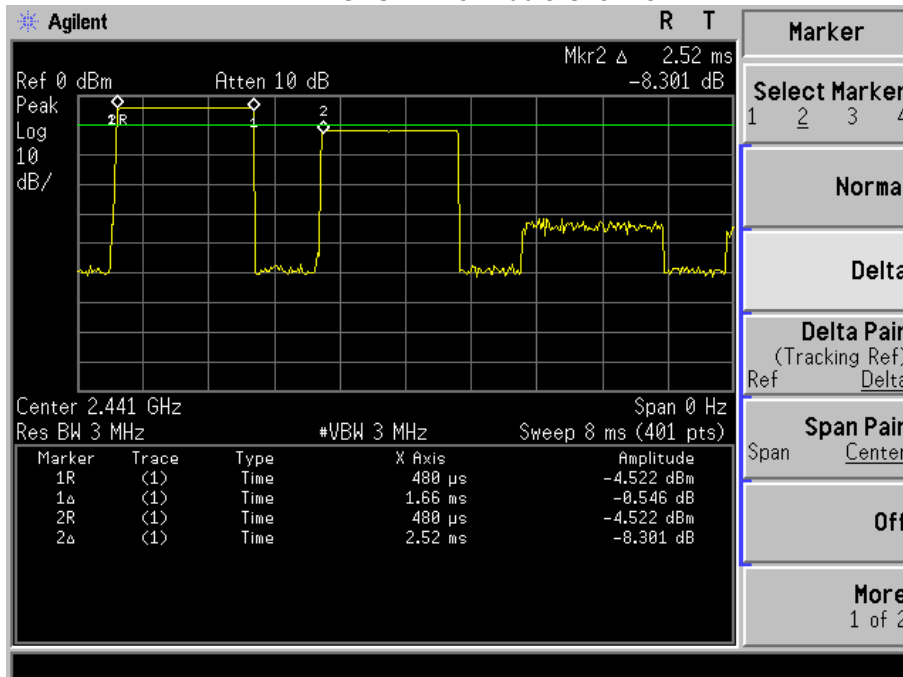 Agilent R T
Mkr2 Δ 2.52 ms
Ref 0 dBm Atten 10 dB -8.301 dB
Peak
Log
10
dB/
2R
1
2
Center 2.441 GHz Span 0 Hz
Res BW 3 MHz #VBW 3 MHz Sweep 8 ms (401 pts)
Marker Trace Type X Axis Amplitude
1R (1) Time 480 µs -4.522 dBm
1Δ (1) Time 1.66 ms -0.546 dB
2R (1) Time 480 µs -4.522 dBm
2Δ (1) Time 2.52 ms -8.301 dB
Marker
Select Marker
1 2 3 4
Norma
Delta
Delta Pair
(Tracking Ref)
Ref Delta
Span Pair
Span Center
Off
More
1 of 2